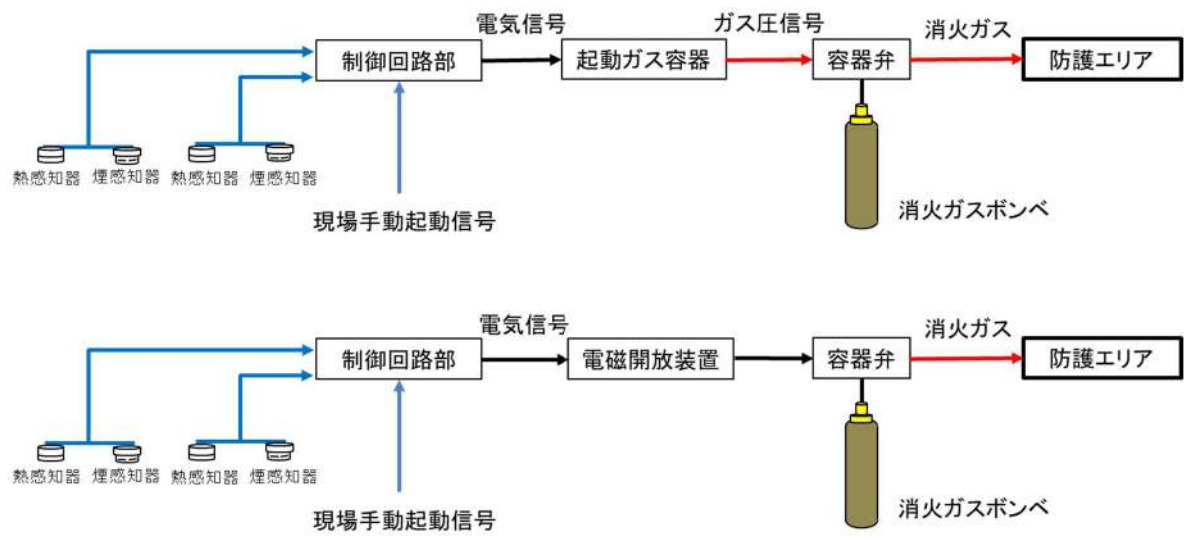 電気信号
ガス圧信号
消火ガス
制御回路部
起動ガス容器
容器弁
防護エリア
熱感知器 煙感知器 熱感知器 煙感知器
現場手動起動信号
消火ガスボンベ
電気信号
消火ガス
制御回路部
電磁開放装置
容器弁
防護エリア
熱感知器 煙感知器 熱感知器 煙感知器
現場手動起動信号
消火ガスボンベ